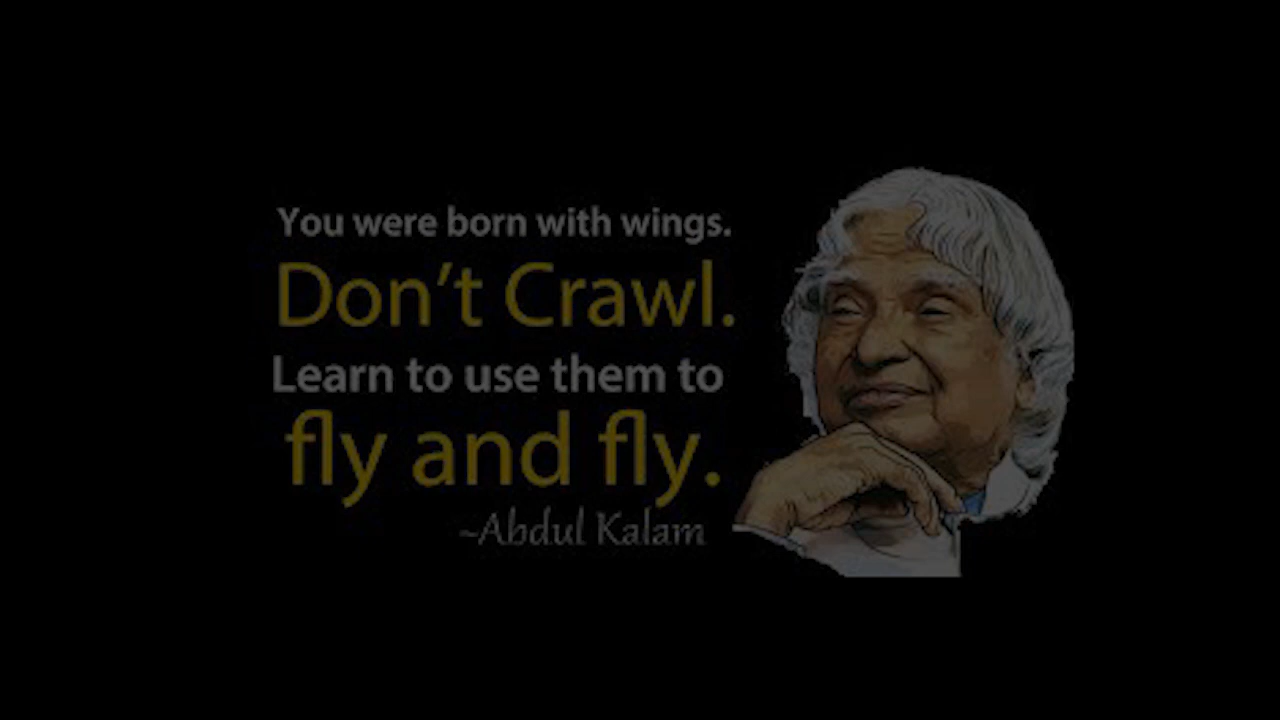 You were born with wings.
Don't Crawl.
Learn to use them to
fly and fly.
~Abdul Kalam